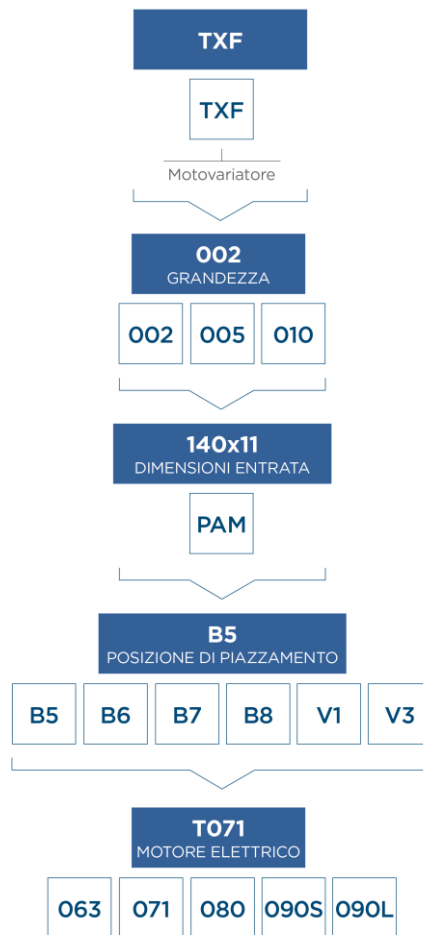 TXF
TXF
Motovariatore
002
GRANDEZZA
002 005 010
140x11
DIMENSIONI ENTRATA
PAM
B5
POSIZIONE DI PIAZZAMENTO
B5 B6 B7 B8 V1 V3
T071
MOTORE ELETTRICO
063 071 080 090S 090L